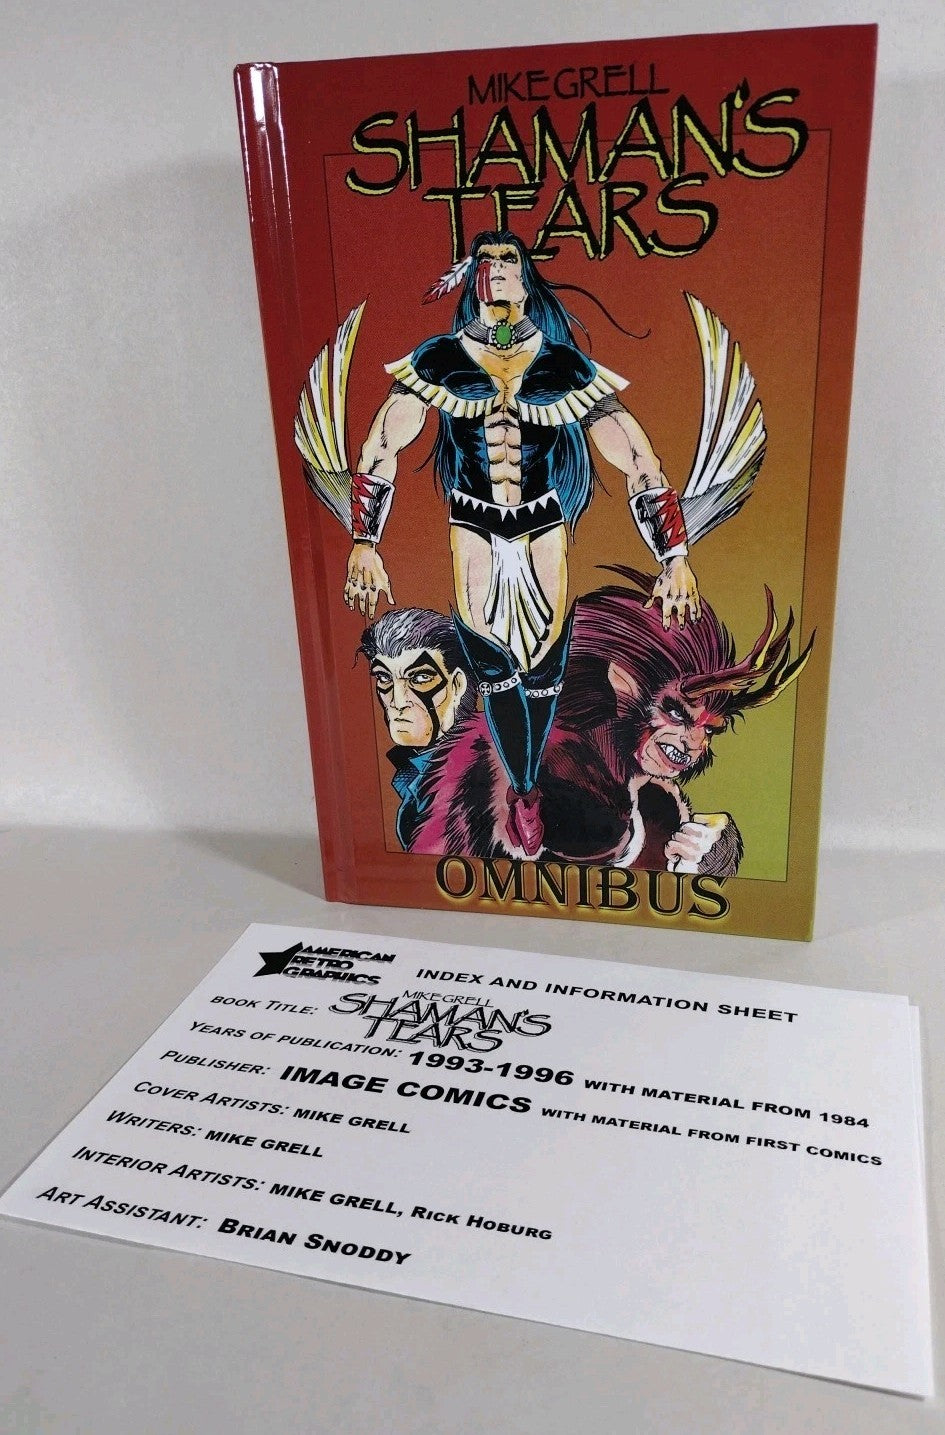 MIKE GRELL
SHAMAN'S
TEARS
OMNIBUS
AMERICAN
RETRO
GRAPHICS
INDEX AND INFORMATION SHEET
BOOK TITLE: MIKE GRELL
SHAMAN'S
TEARS
YEARS OF PUBLICATION: 1993-1996 WITH MATERIAL FROM 1984
PUBLISHER: IMAGE COMICS WITH MATERIAL FROM FIRST COMICS
COVER ARTISTS: MIKE GRELL
WRITERS: MIKE GRELL
INTERIOR ARTISTS: MIKE GRELL, RICK HOBURG
ART ASSISTANT: BRIAN SNODDY